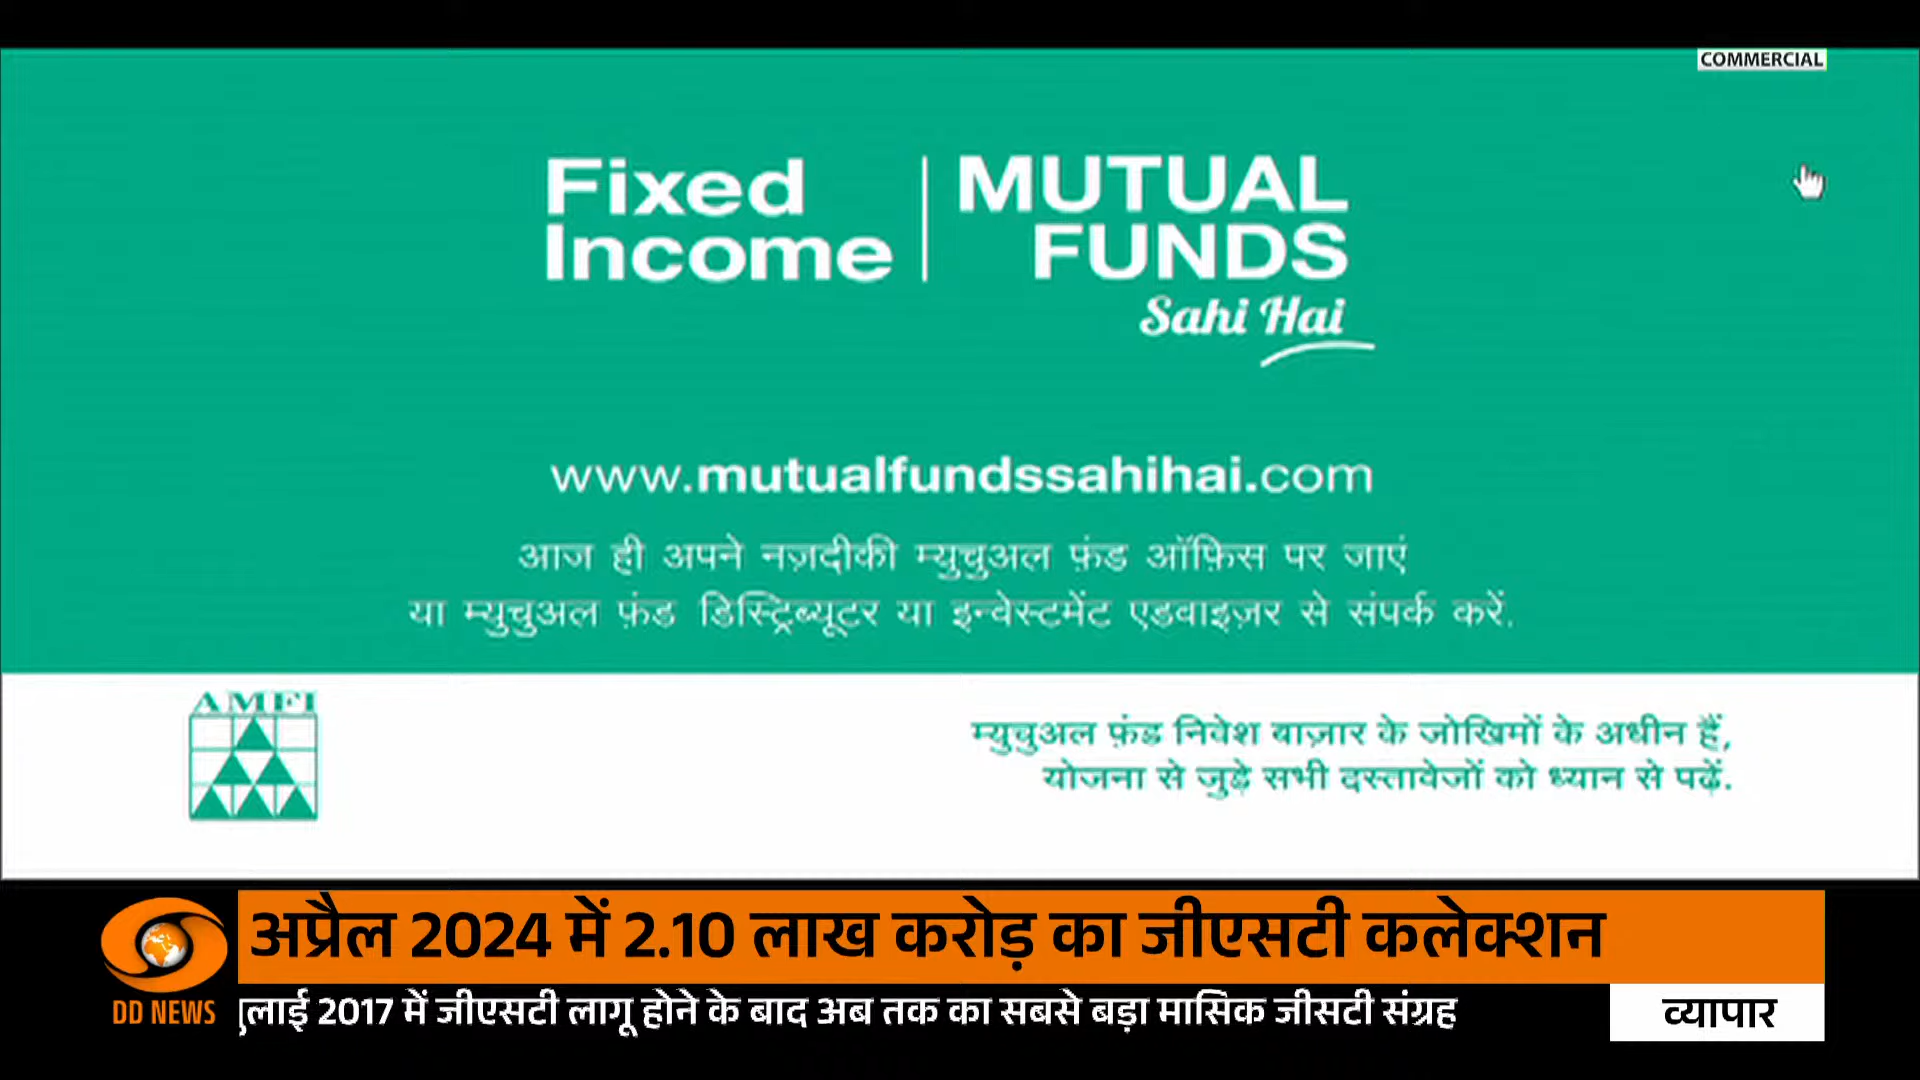 COMMERCIAL
Fixed Income
MUTUAL FUNDS
Sahi Hai
www.mutualfundssahihai.com
आज ही अपने नज़दीकी म्युचुअल फ़ंड ऑफ़िस पर जाएं
या म्युचुअल फ़ंड डिस्ट्रिब्यूटर या इन्वेस्टमेंट एडवाइज़र से संपर्क करें.
AMFI
म्युचुअल फ़ंड निवेश बाज़ार के जोखिमों के अधीन हैं,
योजना से जुड़े सभी दस्तावेजों को ध्यान से पढ़ें.
अप्रैल 2024 में 2.10 लाख करोड़ का जीएसटी कलेक्शन
DD NEWS
2017 में जीएसटी लागू होने के बाद अब तक का सबसे बड़ा मासिक जीसटी संग्रह
व्यापार